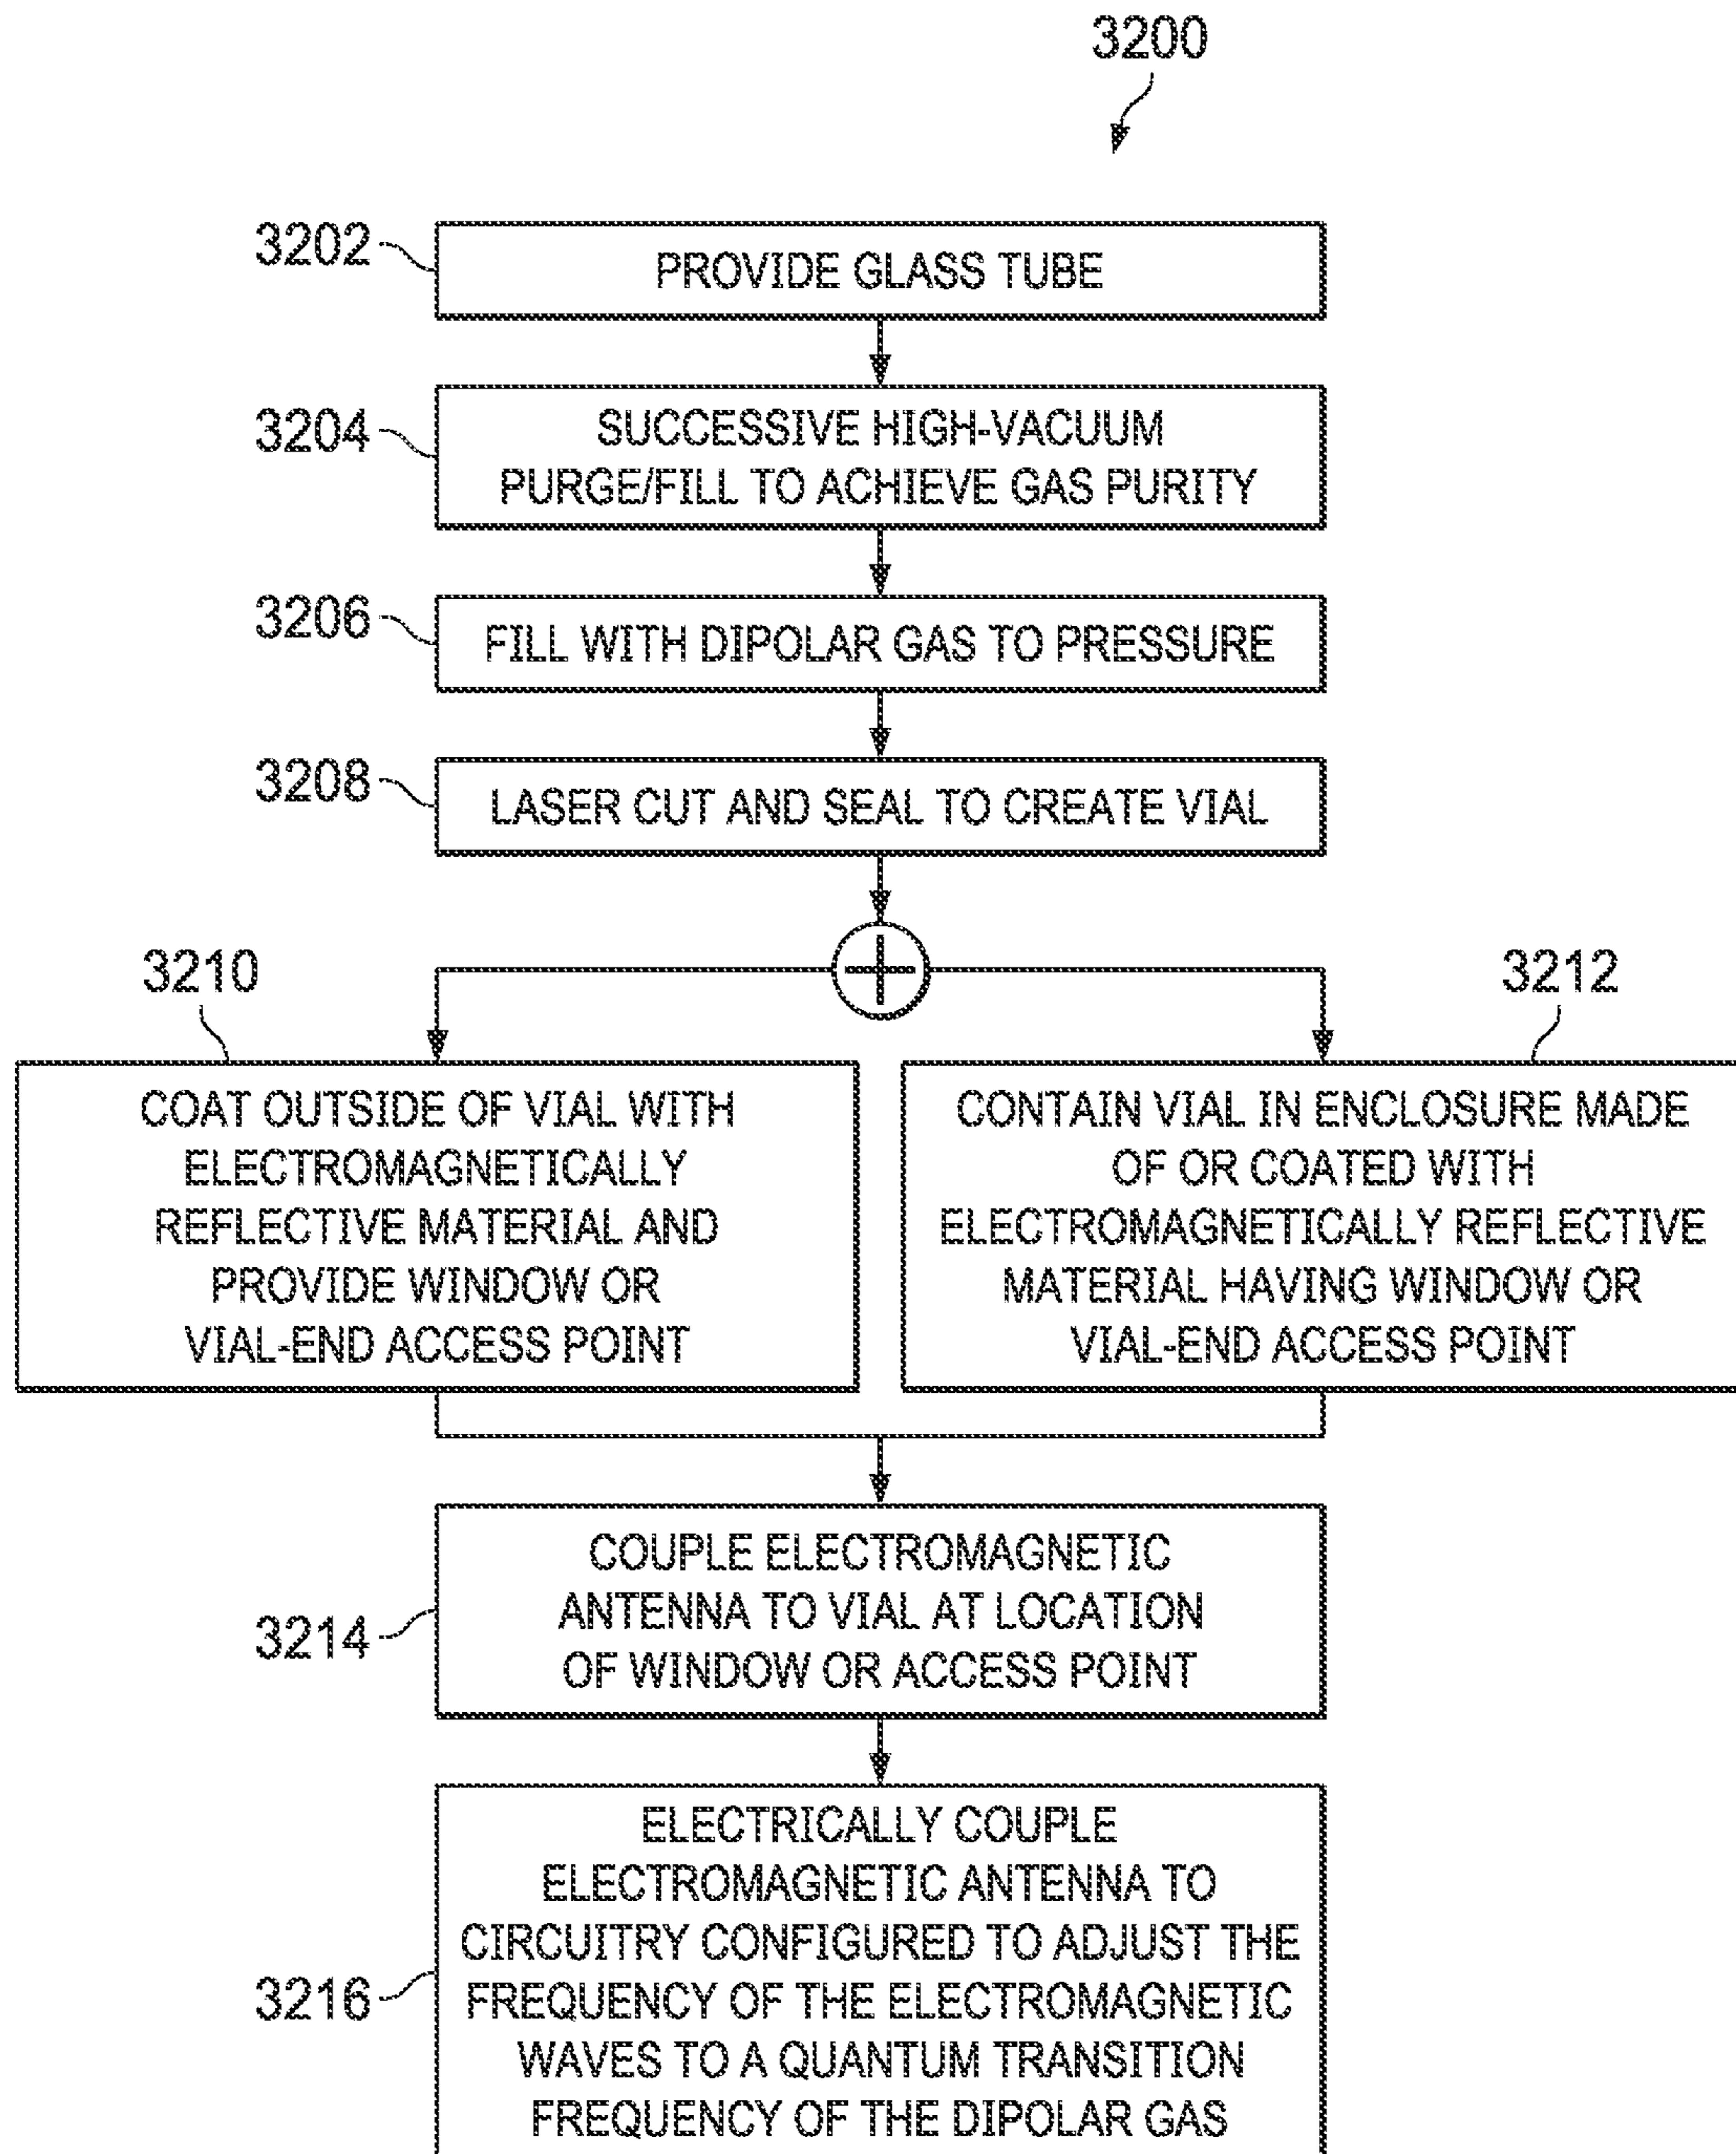 3200
3202
PROVIDE GLASS TUBE
3204
SUCCESSIVE HIGH-VACUUM
PURGE/FILL TO ACHIEVE GAS PURITY
3206
FILL WITH DIPOLAR GAS TO PRESSURE
3208
LASER CUT AND SEAL TO CREATE VIAL
3210
COAT OUTSIDE OF VIAL WITH
ELECTROMAGNETICALLY
REFLECTIVE MATERIAL AND
PROVIDE WINDOW OR
VIAL-END ACCESS POINT
3212
CONTAIN VIAL IN ENCLOSURE MADE
OF OR COATED WITH
ELECTROMAGNETICALLY REFLECTIVE
MATERIAL HAVING WINDOW OR
VIAL-END ACCESS POINT
3214
COUPLE ELECTROMAGNETIC
ANTENNA TO VIAL AT LOCATION
OF WINDOW OR ACCESS POINT
3216
ELECTRICALLY COUPLE
ELECTROMAGNETIC ANTENNA TO
CIRCUITRY CONFIGURED TO ADJUST THE
FREQUENCY OF THE ELECTROMAGNETIC
WAVES TO A QUANTUM TRANSITION
FREQUENCY OF THE DIPOLAR GAS